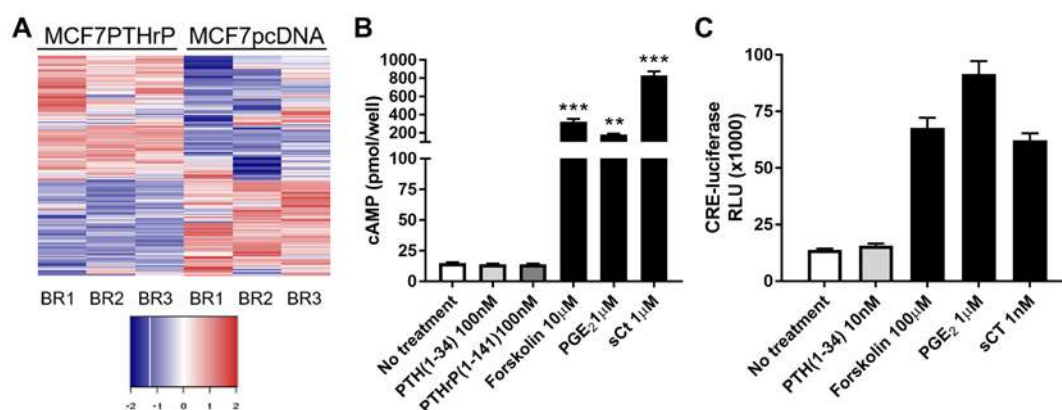 A
MCF7PTHrP MCF7pcDNA
BR1 BR2 BR3 BR1 BR2 BR3
-2 -1 0 1 2
B
cAMP (pmol/well)
1000
800
600
400
200
100
75
50
25
0
***
**
***
No treatment
PTH(1-34) 100nM
PTHrP(1-141)100nM
Forskolin 10µM
PGE₂ 1µM
sCt 1µM
C
CRE-luciferase
RLU (x1000)
100
75
50
25
0
No treatment
PTH(1-34) 10nM
Forskolin 100µM
PGE₂ 1µM
sCT 1nM